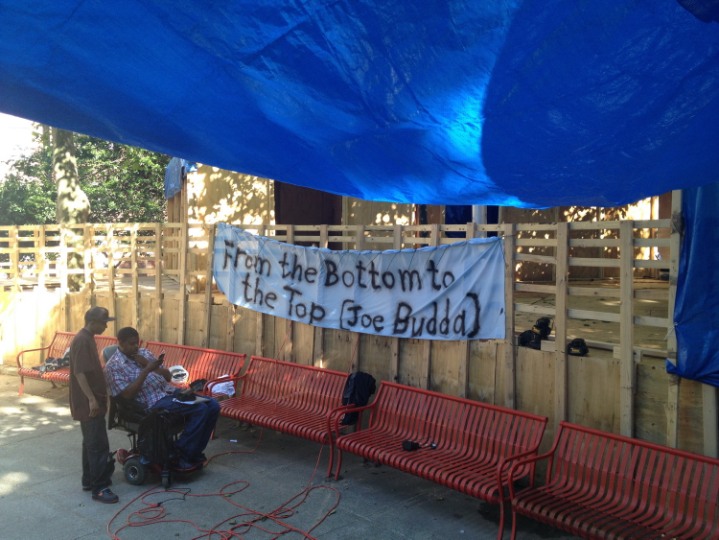 From the Bottom to
the Top (Joe Budda)